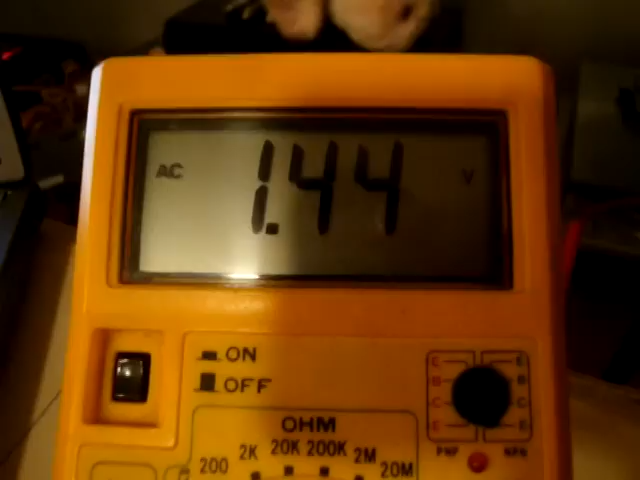 AC 1.44 V
ON
OFF
OHM
200 2K 20K 200K 2M 20M
E E
B B
C C
E E
PNP NPN